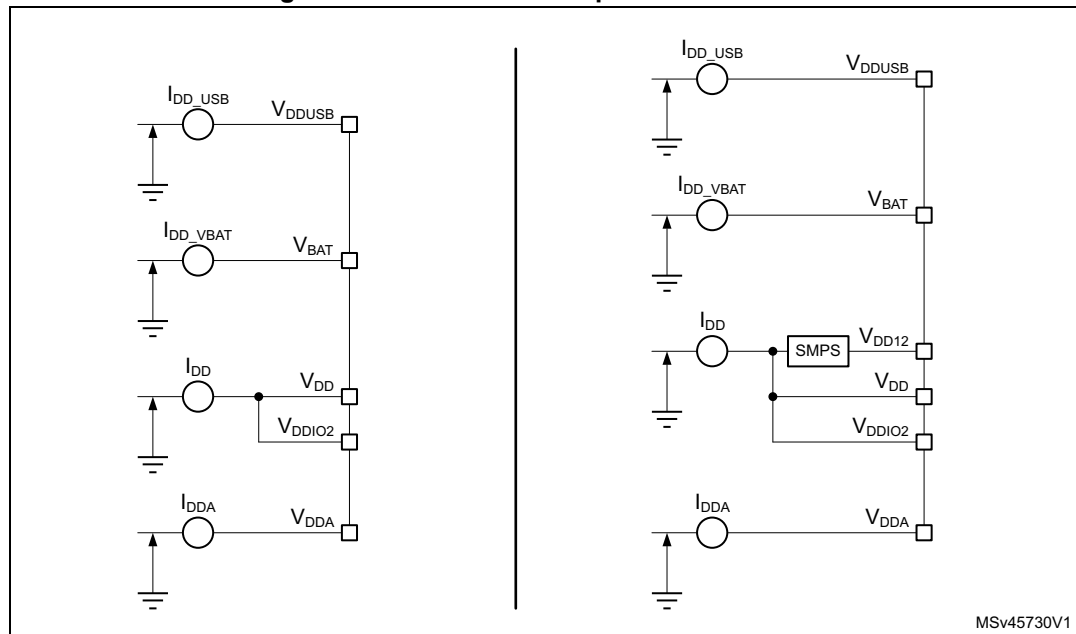 I_DD_USB
V_DDUSB
I_DD_VBAT
V_BAT
I_DD
V_DD
V_DDIO2
I_DDA
V_DDA
I_DD_USB
V_DDUSB
I_DD_VBAT
V_BAT
I_DD
SMPS
V_DD12
V_DD
V_DDIO2
I_DDA
V_DDA
MSv45730V1